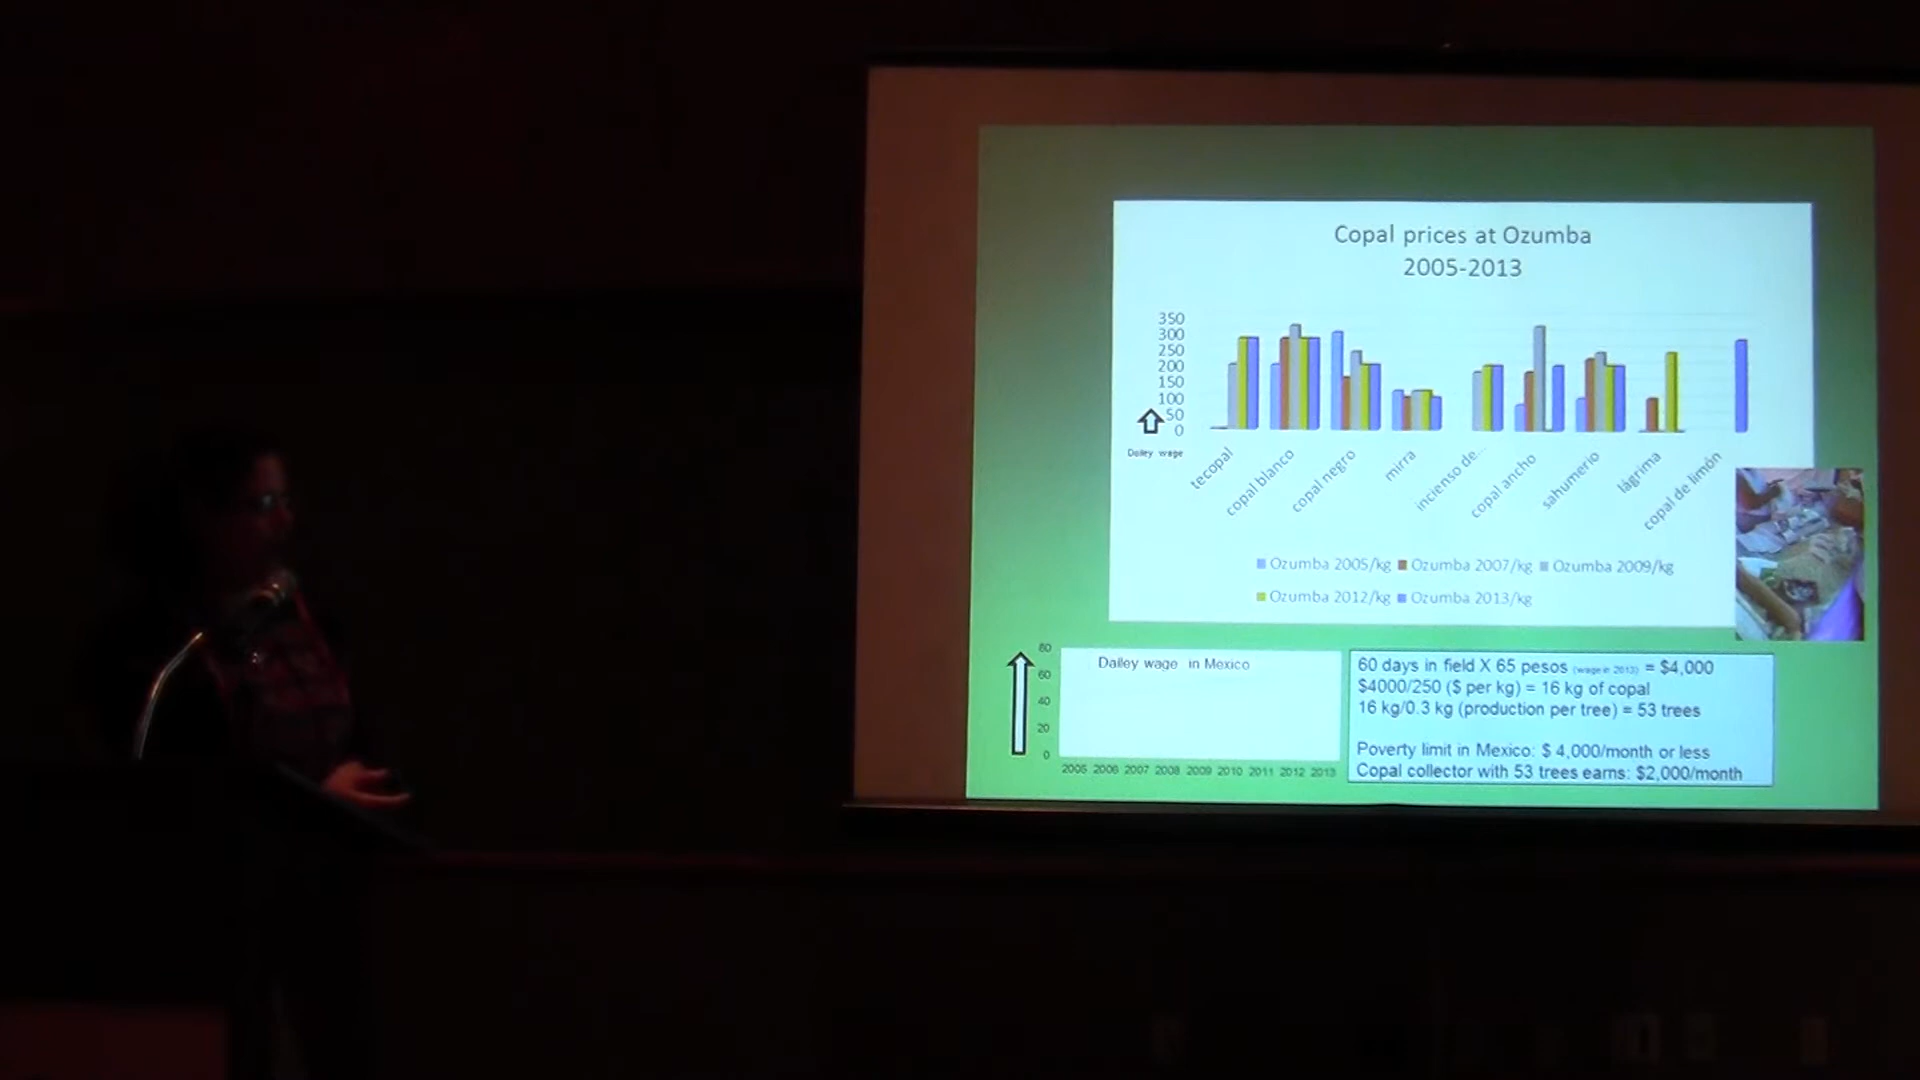 Copal prices at Ozumba
2005-2013
350
300
250
200
150
100
50
0
Dailey wage
tecopal
copal blanco
copal negro
mirra
incienso de...
copal ancho
sahumerio
lágrima
copal de limón
Ozumba 2005/kg Ozumba 2007/kg Ozumba 2009/kg
Ozumba 2012/kg Ozumba 2013/kg
80
60
40
20
0
Dailey wage in Mexico
2005 2006 2007 2008 2009 2010 2011 2012 2013
60 days in field X 65 pesos (wage in 2013) = $4,000
$4000/250 ($ per kg) = 16 kg of copal
16 kg/0.3 kg (production per tree) = 53 trees
Poverty limit in Mexico: $ 4,000/month or less
Copal collector with 53 trees earns: $2,000/month